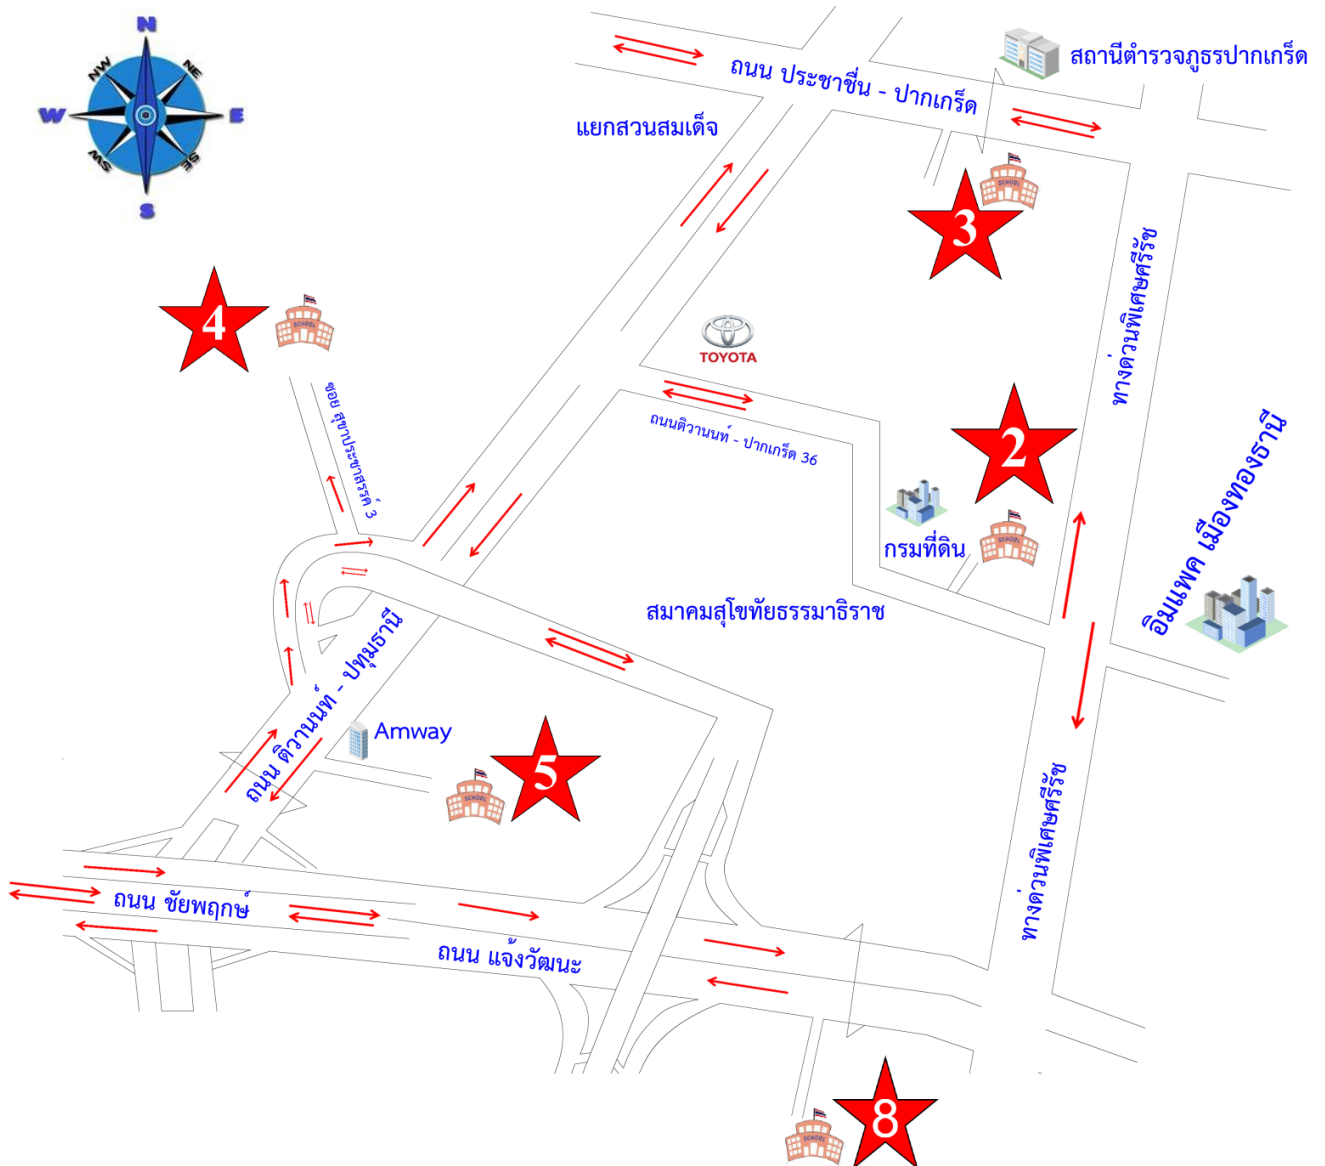 N
NW
NE
W
E
SW
SE
S
สถานีตำรวจภูธรปากเกร็ด
ถนน ประชาชื่น - ปากเกร็ด
แยกสวนสมเด็จ
SCHOOL
3
ทางด่วนพิเศษศรีรัช
4
SCHOOL
TOYOTA
ซอย สุขาประชาสรรค์ 3
ถนนติวานนท์ - ปากเกร็ด 36
2
อิมแพค เมืองทองธานี
กรมที่ดิน
SCHOOL
สมาคมสุโขทัยธรรมาธิราช
ถนน ติวานนท์ - ปทุมธานี
Amway
5
SCHOOL
ทางด่วนพิเศษศรีรัช
ถนน ชัยพฤกษ์
ถนน แจ้งวัฒนะ
8
SCHOOL